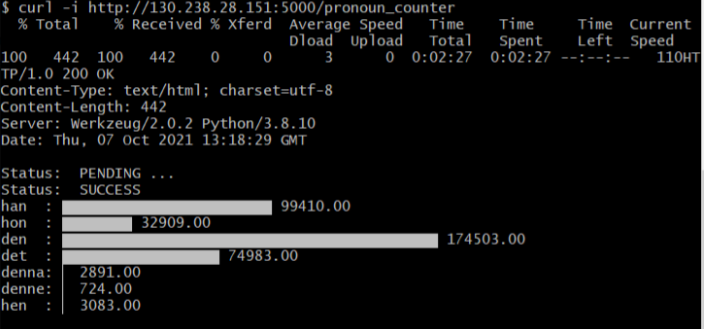 $ curl -i http://130.238.28.151:5000/pronoun_counter
% Total % Received % Xferd Average Speed Time Time Time Current
Dload Upload Total Spent Left Speed
100 442 100 442 0 0 3 0 0:02:27 0:02:27 --:--:-- 110HT
TP/1.0 200 OK
Content-Type: text/html; charset=utf-8
Content-Length: 442
Server: Werkzeug/2.0.2 Python/3.8.10
Date: Thu, 07 Oct 2021 13:18:29 GMT
Status: PENDING ...
Status: SUCCESS
han : 99410.00
hon : 32909.00
den : 174503.00
det : 74983.00
denna: 2891.00
denne: 724.00
hen : 3083.00